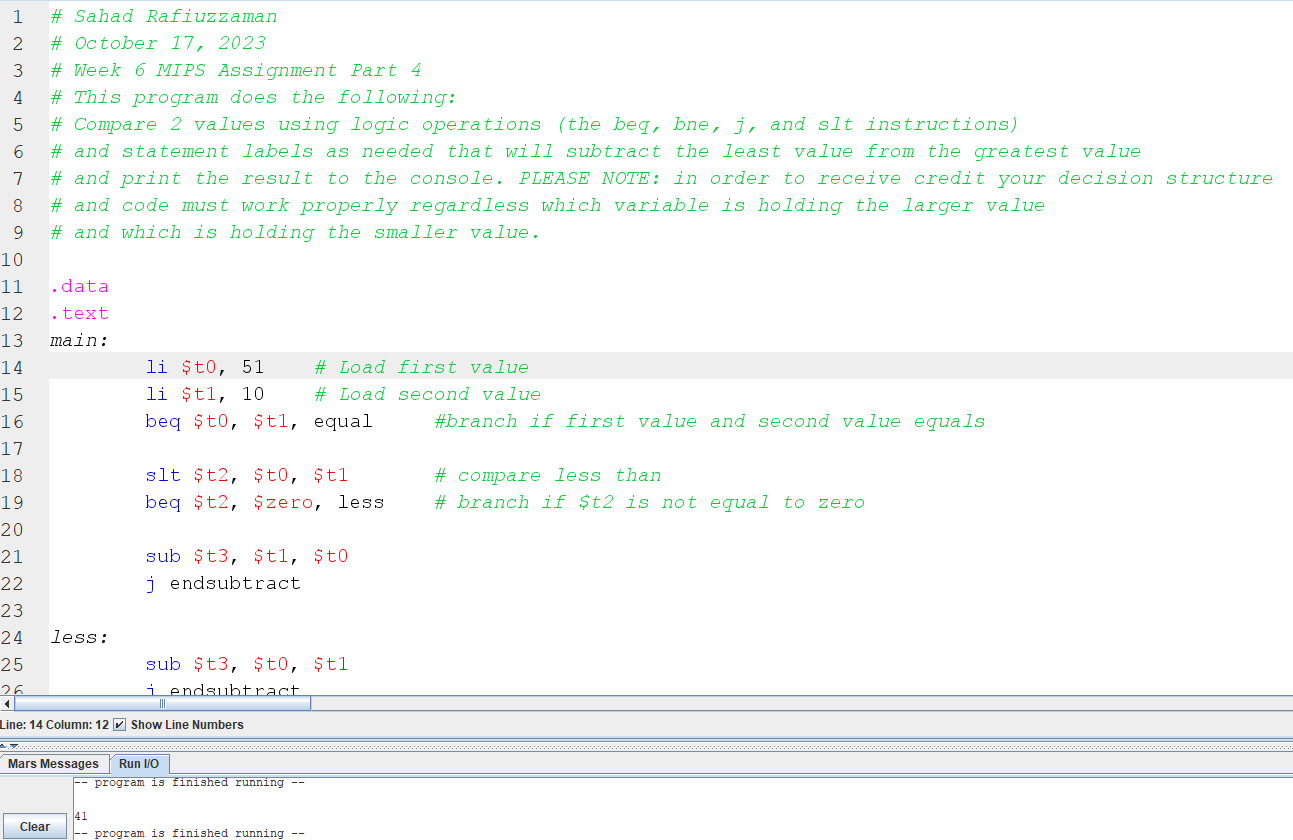 1 # Sahad Rafiuzzaman
2 # October 17, 2023
3 # Week 6 MIPS Assignment Part 4
4 # This program does the following:
5 # Compare 2 values using logic operations (the beq, bne, j, and slt instructions)
6 # and statement labels as needed that will subtract the least value from the greatest value
7 # and print the result to the console. PLEASE NOTE: in order to receive credit your decision structure
8 # and code must work properly regardless which variable is holding the larger value
9 # and which is holding the smaller value.
10
11 .data
12 .text
13 main:
14 li $t0, 51 # Load first value
15 li $t1, 10 # Load second value
16 beq $t0, $t1, equal #branch if first value and second value equals
17
18 slt $t2, $t0, $t1 # compare less than
19 beq $t2, $zero, less # branch if $t2 is not equal to zero
20
21 sub $t3, $t1, $t0
22 j endsubtract
23
24 less:
25 sub $t3, $t0, $t1
26 j endsubtract
Line: 14 Column: 12 Show Line Numbers
Mars Messages Run I/O
-- program is finished running --
41
-- program is finished running --
Clear